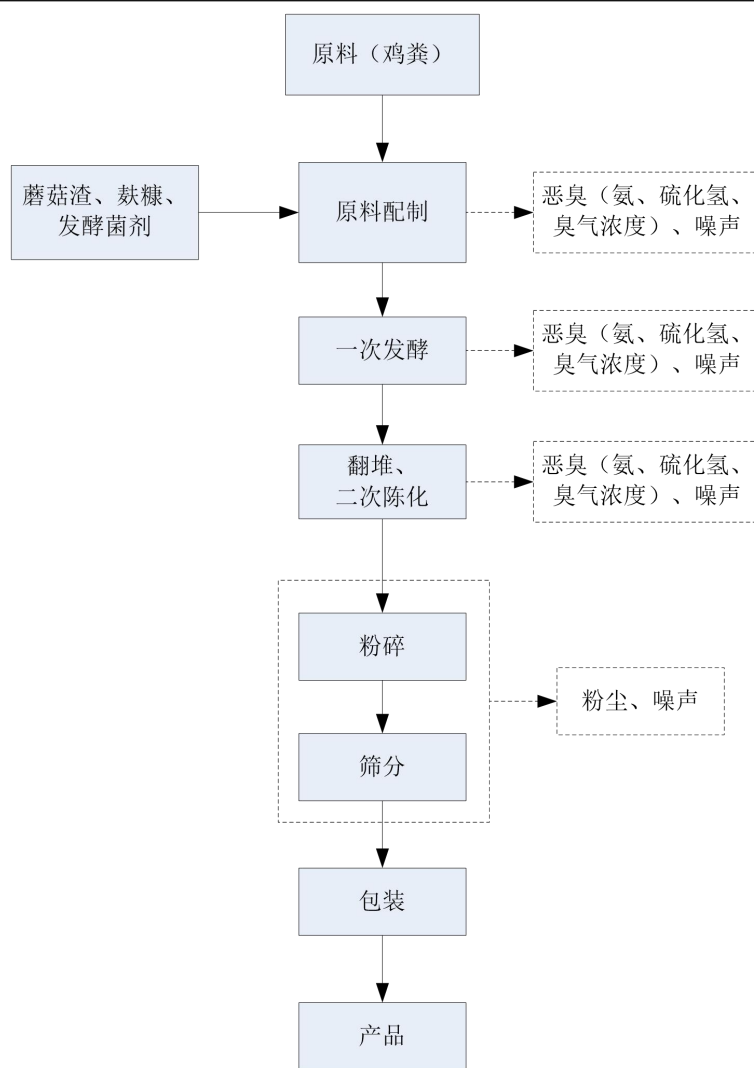 原料（鸡粪）
蘑菇渣、麸糠、
发酵菌剂
原料配制
恶臭（氨、硫化氢、
臭气浓度）、噪声
一次发酵
恶臭（氨、硫化氢、
臭气浓度）、噪声
翻堆、
二次陈化
恶臭（氨、硫化氢、
臭气浓度）、噪声
粉碎
粉尘、噪声
筛分
包装
产品